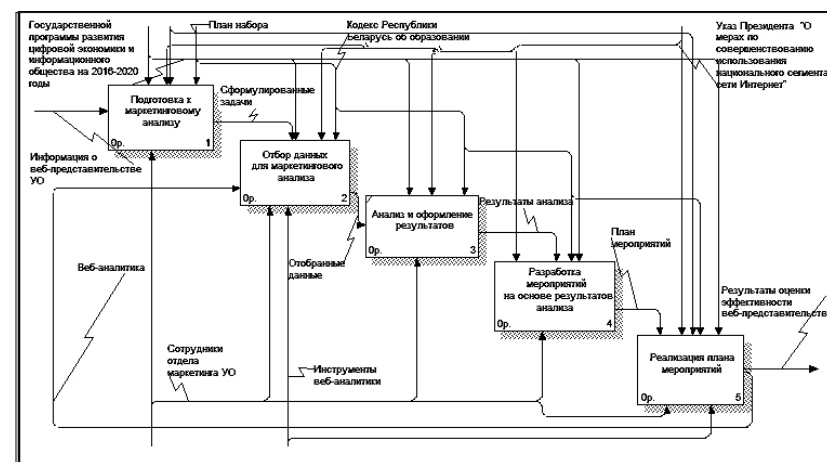 Государственной
программы развития
цифровой экономики и
информационного
общества на 2016-2020
годы
План набора
Кодекс Республики
Беларусь об образовании
Указ Президента "О
мерах по
совершенствованию
использования
национального сегмента
сети Интернет"
Подготовка к
маркетинговому
анализу
0р.
1
Сформулированные
задачи
Информация о
веб-представительстве
УО
Отбор данных
для маркетингового
анализа
0р.
2
Анализ и оформление
результатов
0р.
3
Результаты анализа
План
мероприятий
Веб-аналитика
Отобранные
данные
Разработка
мероприятий
на основе результатов
анализа
0р.
4
Результаты оценки
эффективности
веб-представительства
Сотрудники
отдела
маркетинга УО
Инструменты
веб-аналитики
Реализация плана
мероприятий
0р.
5